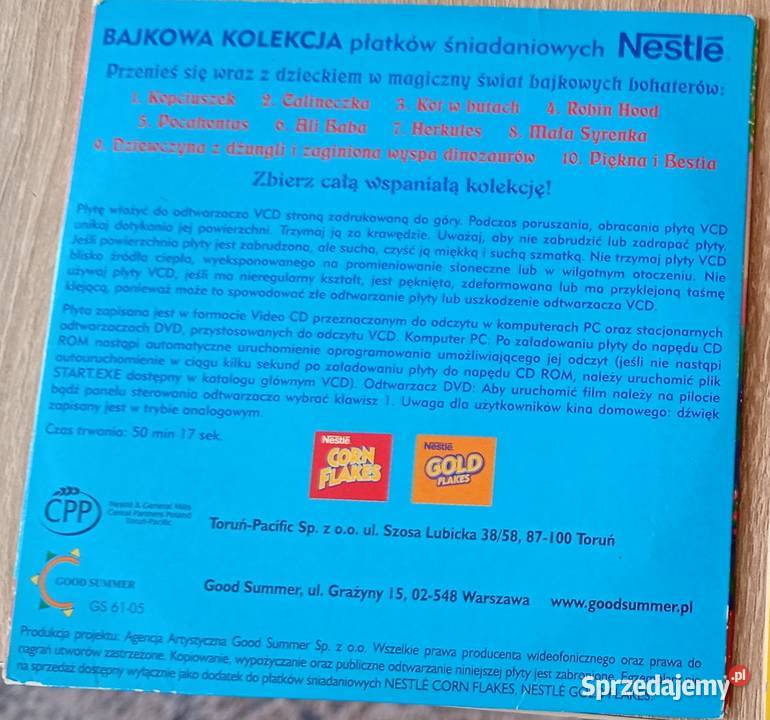 BAJKOWA KOLEKCJA płatków śniadaniowych Nestlé
Przenieś się wraz z dzieckiem w magiczny świat bajkowych bohaterów:
1. Kopciuszek 2. Calineczka 3. Kot w butach 4. Robin Hood
5. Pocahontas 6. Ali Baba 7. Herkules 8. Mała Syrenka
9. Dziewczyna z dżungli i zaginiona wyspa dinozaurów 10. Piękna i Bestia
Zbierz całą wspaniałą kolekcję!
Płytę włożyć do odtwarzacza VCD stroną zadrukowaną do góry. Podczas poruszania, obracania płytą VCD
unikaj dotykania jej powierzchni. Trzymaj ją za krawędzie. Uważaj, aby nie zabrudzić lub zadrapać płyty.
Jeśli powierzchnia płyty jest zabrudzona, ale sucha, czyść ją miękką i suchą szmatką. Nie trzymaj płyty VCD
blisko źródła ciepła, wyeksponowanego na promieniowanie słoneczne lub w wilgotnym otoczeniu. Nie
używaj płyty VCD, jeśli ma nieregularny kształt, jest pęknięta, zdeformowana lub ma przyklejoną taśmę
klejącą, ponieważ może to spowodować złe odtwarzanie płyty lub uszkodzenie odtwarzacza VCD.
Płyta zapisana jest w formacie Video CD przeznaczonym do odczytu w komputerach PC oraz stacjonarnych
odtwarzaczach DVD, przystosowanych do odczytu VCD. Komputer PC: Po załadowaniu płyty do napędu CD
ROM nastąpi automatyczne uruchomienie oprogramowania umożliwiającego jej odczyt (jeśli nie nastąpi
autouruchomienie w ciągu kilku sekund po załadowaniu płyty do napędu CD ROM, należy uruchomić plik
START.EXE dostępny w katalogu głównym VCD). Odtwarzacz DVD: Aby uruchomić film należy na pilocie
bądź panelu sterowania odtwarzacza wybrać klawisz 1. Uwaga dla użytkowników kina domowego: dźwięk
zapisany jest w trybie analogowym.
Czas trwania: 50 min 17 sek.
Nestlé CORN FLAKES
Nestlé GOLD FLAKES
CPP
Nestlé & General Mills
Cereal Partners Poland
Toruń-Pacific
Toruń-Pacific Sp. z o.o. ul. Szosa Lubicka 38/58, 87-100 Toruń
GOOD SUMMER
GS 61-05
Good Summer, ul. Grażyny 15, 02-548 Warszawa www.goodsummer.pl
Produkcja projektu: Agencja Artystyczna Good Summer Sp. z o.o. Wszelkie prawa producenta wideofonicznego oraz prawa do
nagrań utworów zastrzeżone. Kopiowanie, wypożyczanie oraz publiczne odtwarzanie niniejszej płyty jest zabronione.
na sprzedaż dostępny wyłącznie jako dodatek do płatków śniadaniowych NESTLÉ CORN FLAKES, NESTLÉ GOLD FLAKES.
Sprzedajemy.pl